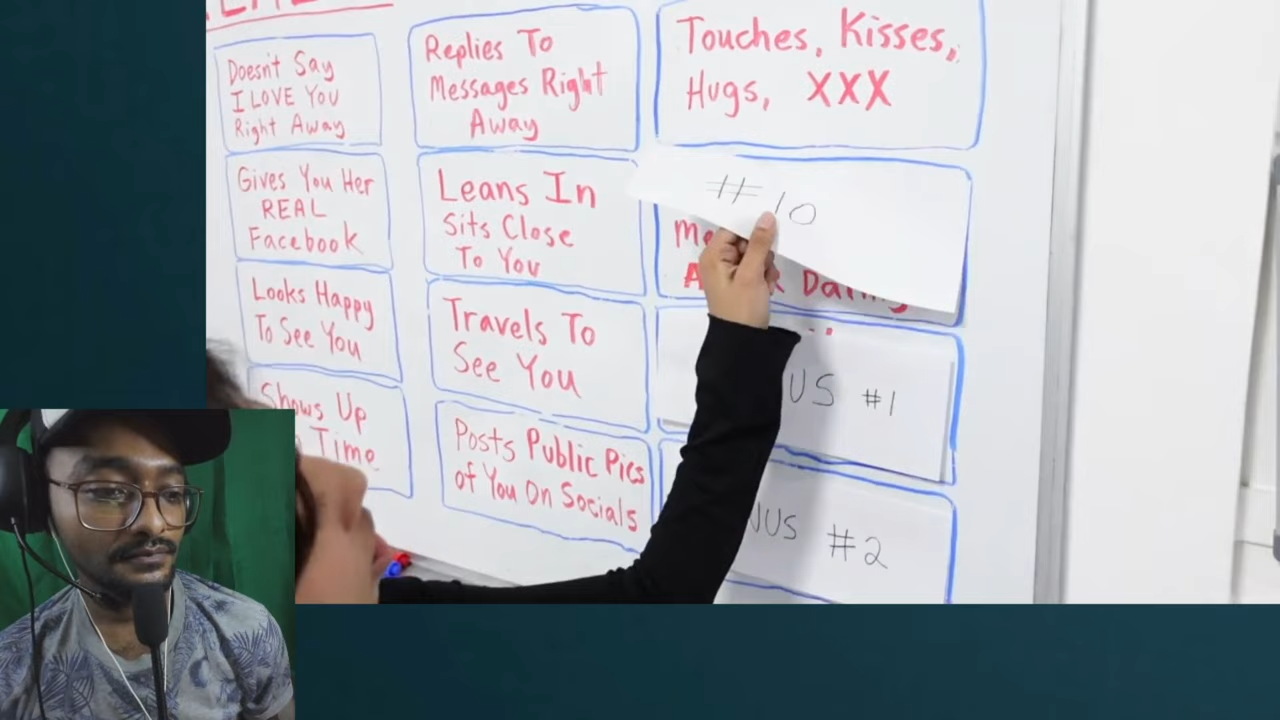 Doesn't Say
I LOVE YOU
Right Away
Gives You Her
REAL
Facebook
Looks Happy
To See You
Shows Up
Time
Replies To
Messages Right
Away
Leans In
Sits Close
To You
Travels To
See You
Posts Public Pics
of You On Socials
Touches, Kisses,
Hugs, XXX
#10
US #1
US #2